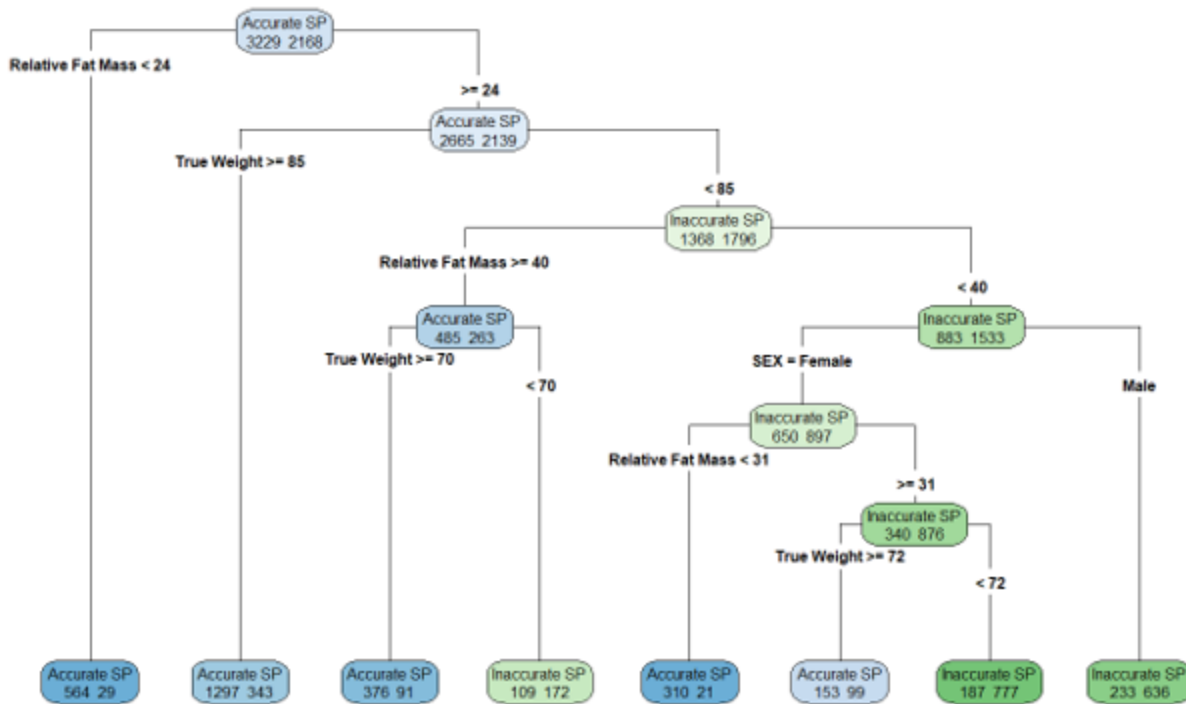 Accurate SP
3229 2168
Relative Fat Mass < 24
>= 24
Accurate SP
2665 2139
True Weight >= 85
< 85
Inaccurate SP
1368 1796
Relative Fat Mass >= 40
< 40
Accurate SP
485 263
Inaccurate SP
883 1533
True Weight >= 70
< 70
SEX = Female
Male
Inaccurate SP
650 897
Relative Fat Mass < 31
>= 31
Inaccurate SP
340 876
True Weight >= 72
< 72
Accurate SP
564 29
Accurate SP
1297 343
Accurate SP
376 91
Inaccurate SP
109 172
Accurate SP
310 21
Accurate SP
153 99
Inaccurate SP
187 777
Inaccurate SP
233 636